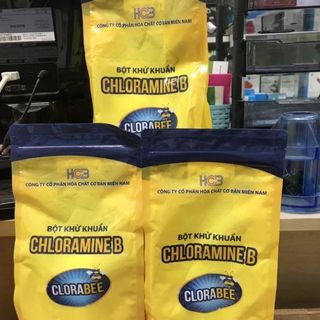 HCB
CÔNG TY CỔ PHẦN HÓA CHẤT CƠ BẢN MIỀN NAM
BỘT KHỬ KHUẨN
CHLORAMINE B
CLORABEE
HCB
CÔNG TY CỔ PHẦN HÓA CHẤT CƠ BẢN MIỀN NAM
BỘT KHỬ KHUẨN
CHLORAMINE B
CLORABEE
HCB
CÔNG TY CỔ PHẦN HÓA CHẤT CƠ BẢN MIỀN NAM
BỘT KHỬ KHUẨN
CHLORAMINE B
CLORABEE